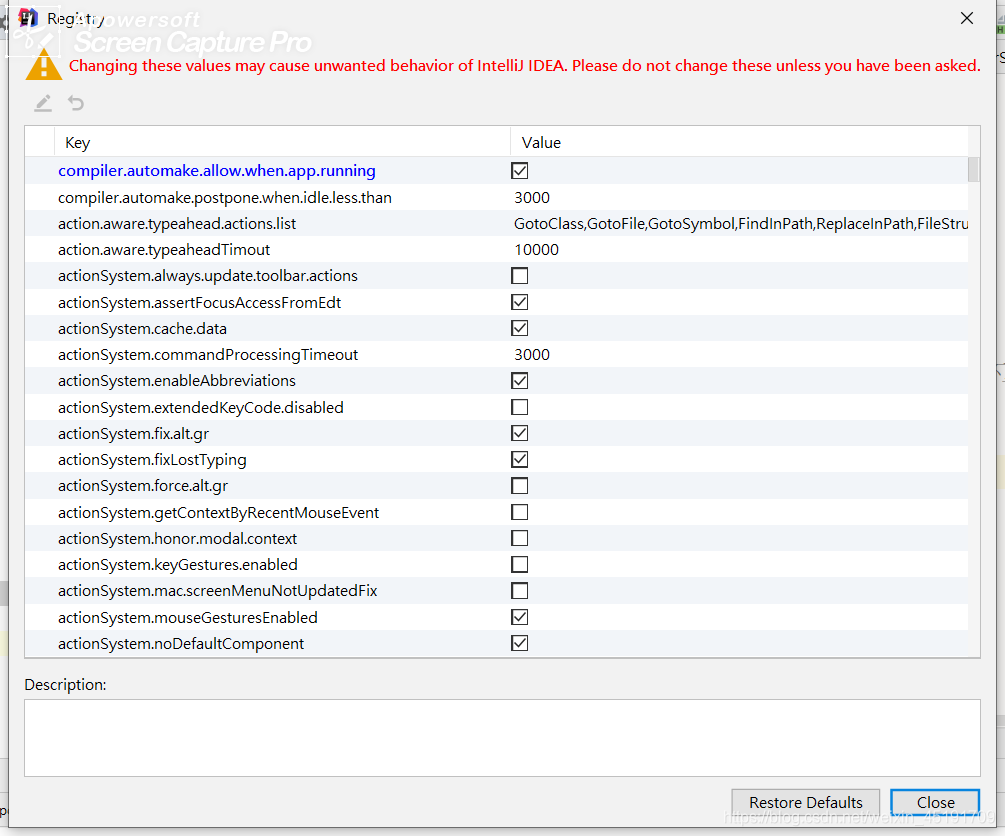 Registry
Apowersoft
Screen Capture Pro
Changing these values may cause unwanted behavior of IntelliJ IDEA. Please do not change these unless you have been asked.
Key Value
compiler.automake.allow.when.app.running
compiler.automake.postpone.when.idle.less.than 3000
action.aware.typeahead.actions.list GotoClass,GotoFile,GotoSymbol,FindInPath,ReplaceInPath,FileStru
action.aware.typeaheadTimout 10000
actionSystem.always.update.toolbar.actions
actionSystem.assertFocusAccessFromEdt
actionSystem.cache.data
actionSystem.commandProcessingTimeout 3000
actionSystem.enableAbbreviations
actionSystem.extendedKeyCode.disabled
actionSystem.fix.alt.gr
actionSystem.fixLostTyping
actionSystem.force.alt.gr
actionSystem.getContextByRecentMouseEvent
actionSystem.honor.modal.context
actionSystem.keyGestures.enabled
actionSystem.mac.screenMenuNotUpdatedFix
actionSystem.mouseGesturesEnabled
actionSystem.noDefaultComponent
Description:
Restore Defaults Close
https://blog.csdn.net/weixin_45191709